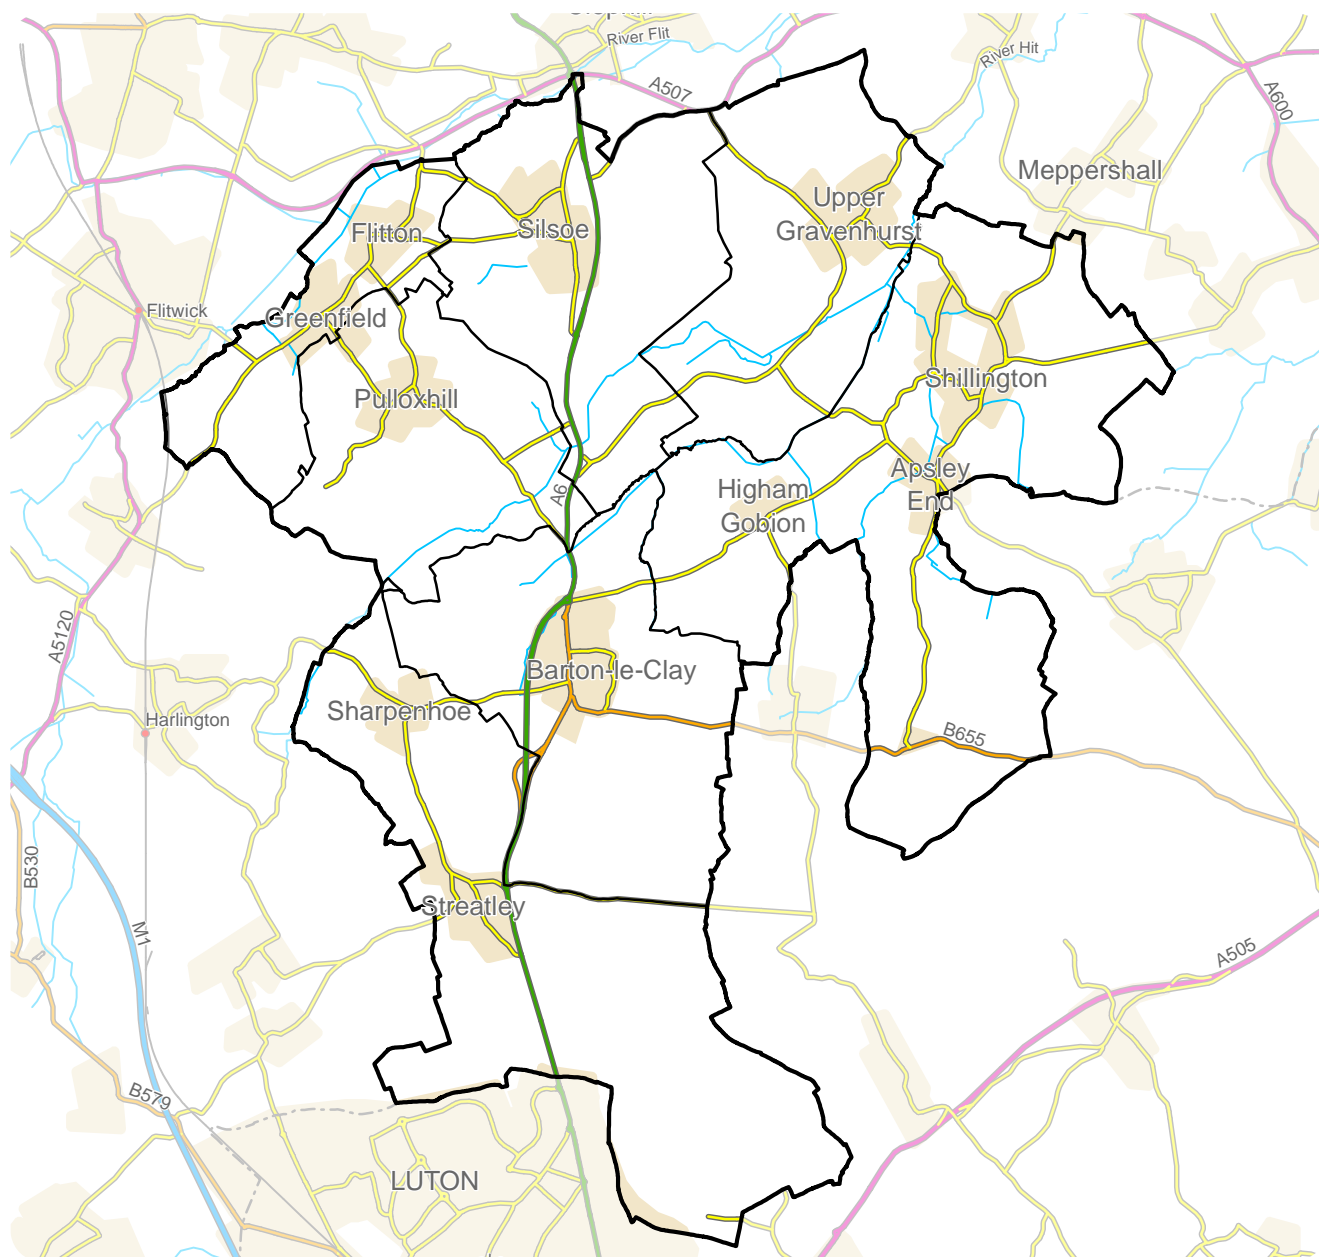 River Flit
River Hit
A507
A600
Meppershall
Upper
Gravenhurst
Flitton
Silsoe
Flitwick
Greenfield
Shillington
Pulloxhill
Apsley
End
Higham
Gobion
A6
A5120
Barton-le-Clay
Sharpenhoe
Harlington
B655
B530
Streatley
M1
A505
B579
LUTON